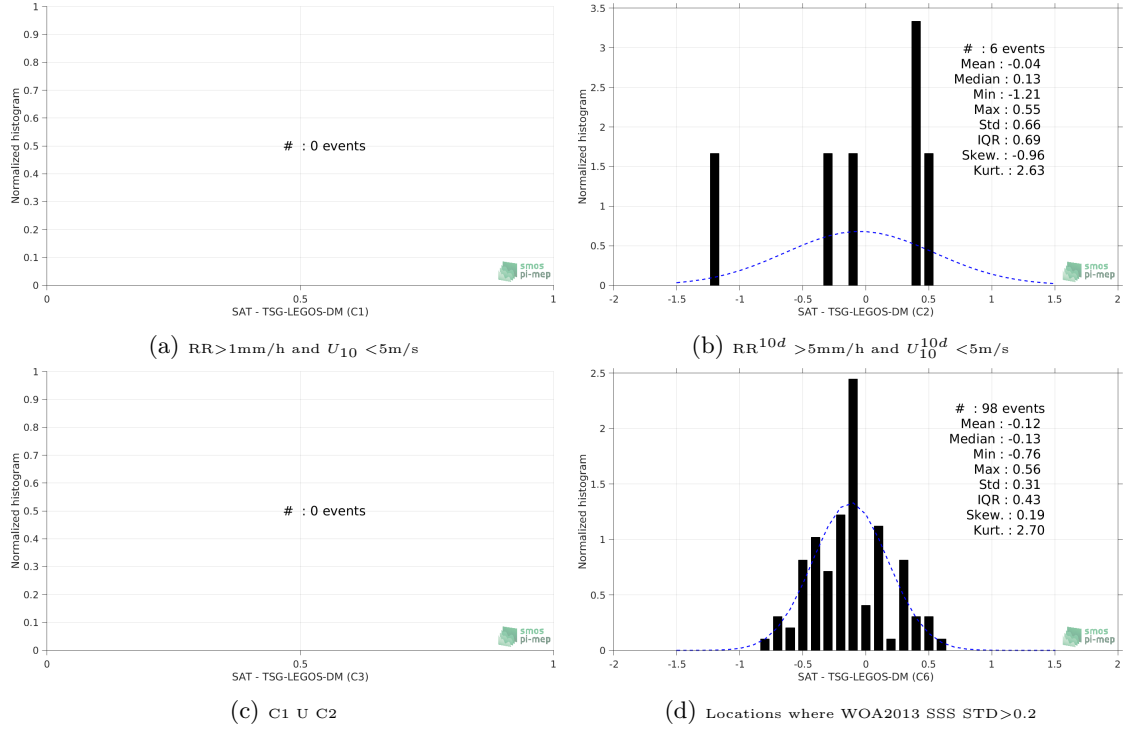 1
0.9
0.8
0.7
0.6
0.5
0.4
0.3
0.2
0.1
0
Normalized histogram
# : 0 events
smos
pi-mep
0
0.5
1
SAT - TSG-LEGOS-DM (C1)
(a) RR>1mm/h and U10 <5m/s
3.5
3
2.5
2
1.5
1
0.5
0
Normalized histogram
# : 6 events
Mean : -0.04
Median : 0.13
Min : -1.21
Max : 0.55
Std : 0.66
IQR : 0.69
Skew. : -0.96
Kurt. : 2.63
smos
pi-mep
-2
-1.5
-1
-0.5
0
0.5
1
1.5
2
SAT - TSG-LEGOS-DM (C2)
(b) RR10d >5mm/h and U10d10 <5m/s
1
0.9
0.8
0.7
0.6
0.5
0.4
0.3
0.2
0.1
0
Normalized histogram
# : 0 events
smos
pi-mep
0
0.5
1
SAT - TSG-LEGOS-DM (C3)
(c) C1 U C2
2.5
2
1.5
1
0.5
0
Normalized histogram
# : 98 events
Mean : -0.12
Median : -0.13
Min : -0.76
Max : 0.56
Std : 0.31
IQR : 0.43
Skew. : 0.19
Kurt. : 2.70
smos
pi-mep
-2
-1.5
-1
-0.5
0
0.5
1
1.5
2
SAT - TSG-LEGOS-DM (C6)
(d) Locations where WOA2013 SSS STD>0.2